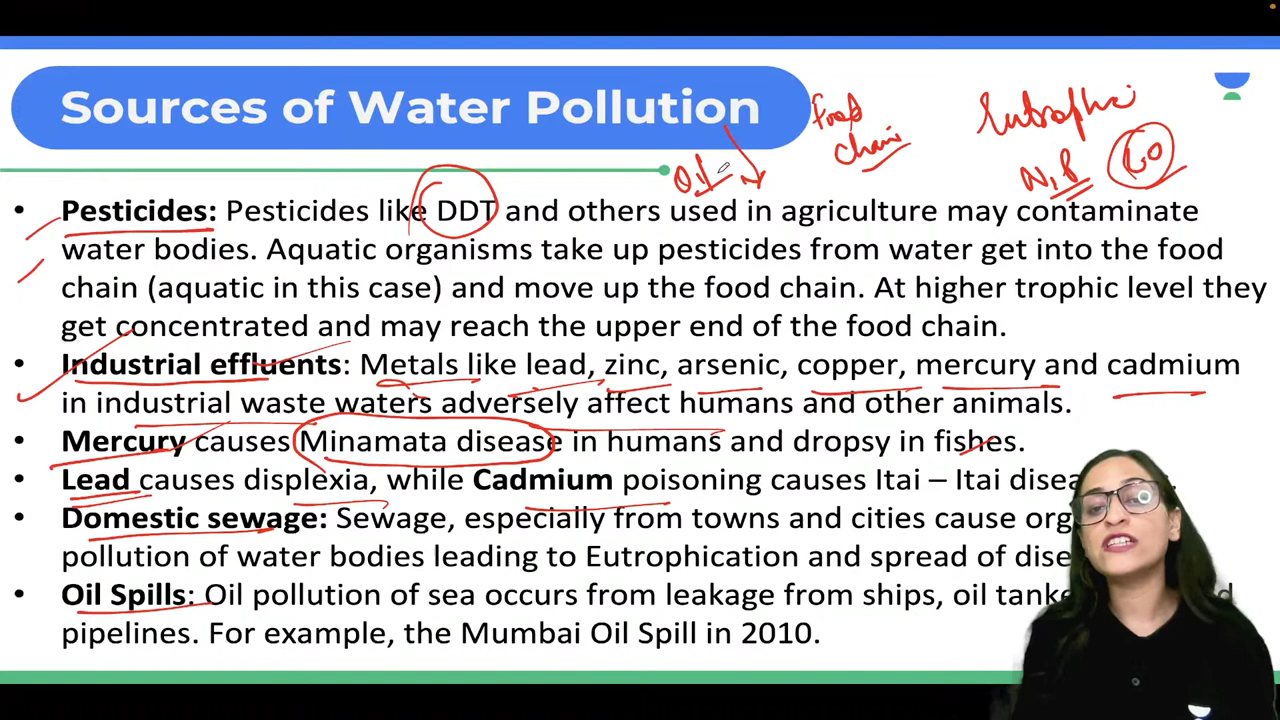 Sources of Water Pollution
Food
chain
Eutrophi
N, P
Oil
• Pesticides: Pesticides like DDT and others used in agriculture may contaminate
water bodies. Aquatic organisms take up pesticides from water get into the food
chain (aquatic in this case) and move up the food chain. At higher trophic level they
get concentrated and may reach the upper end of the food chain.
• Industrial effluents: Metals like lead, zinc, arsenic, copper, mercury and cadmium
in industrial waste waters adversely affect humans and other animals.
• Mercury causes Minamata disease in humans and dropsy in fishes.
• Lead causes displexia, while Cadmium poisoning causes Itai – Itai
• Domestic sewage: Sewage, especially from towns and cities cause
pollution of water bodies leading to Eutrophication and spread of
• Oil Spills: Oil pollution of sea occurs from leakage from ships, oil
pipelines. For example, the Mumbai Oil Spill in 2010.